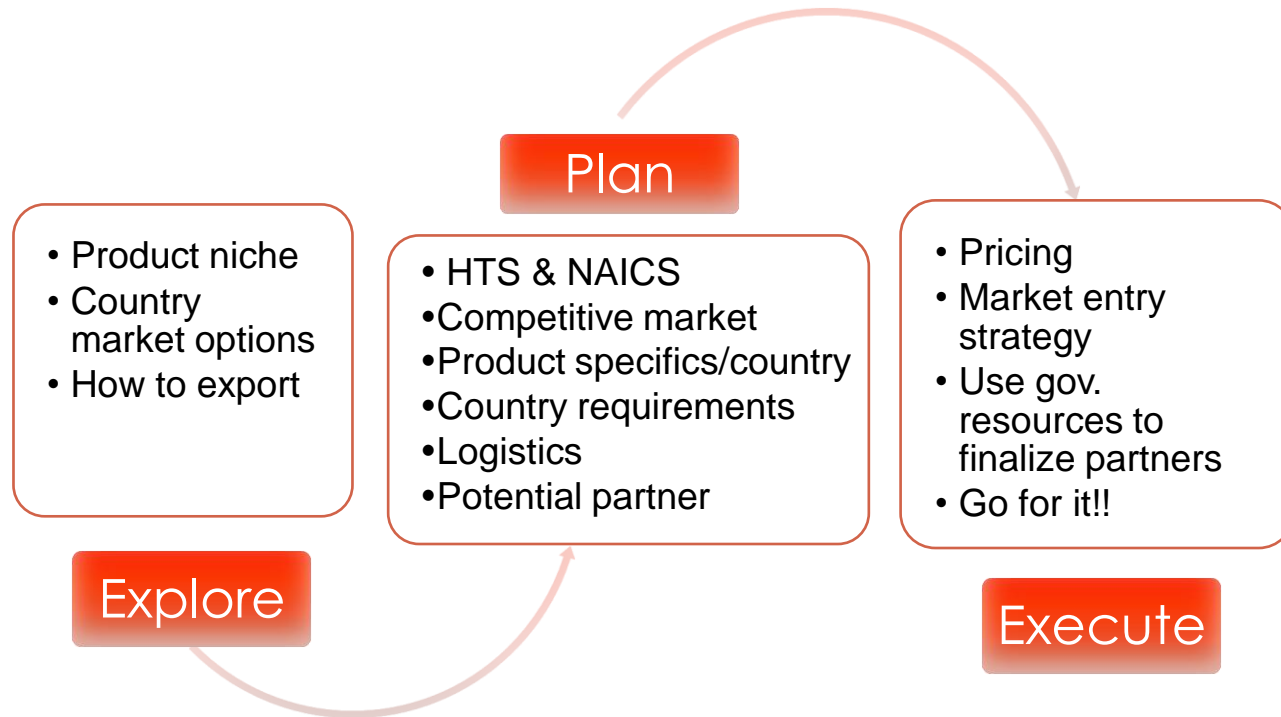 Plan
• Product niche
• Country
market options
• How to export
Explore
• HTS & NAICS
•Competitive market
•Product specifics/country
•Country requirements
•Logistics
•Potential partner
• Pricing
• Market entry
strategy
• Use gov.
resources to
finalize partners
• Go for it!!
Execute